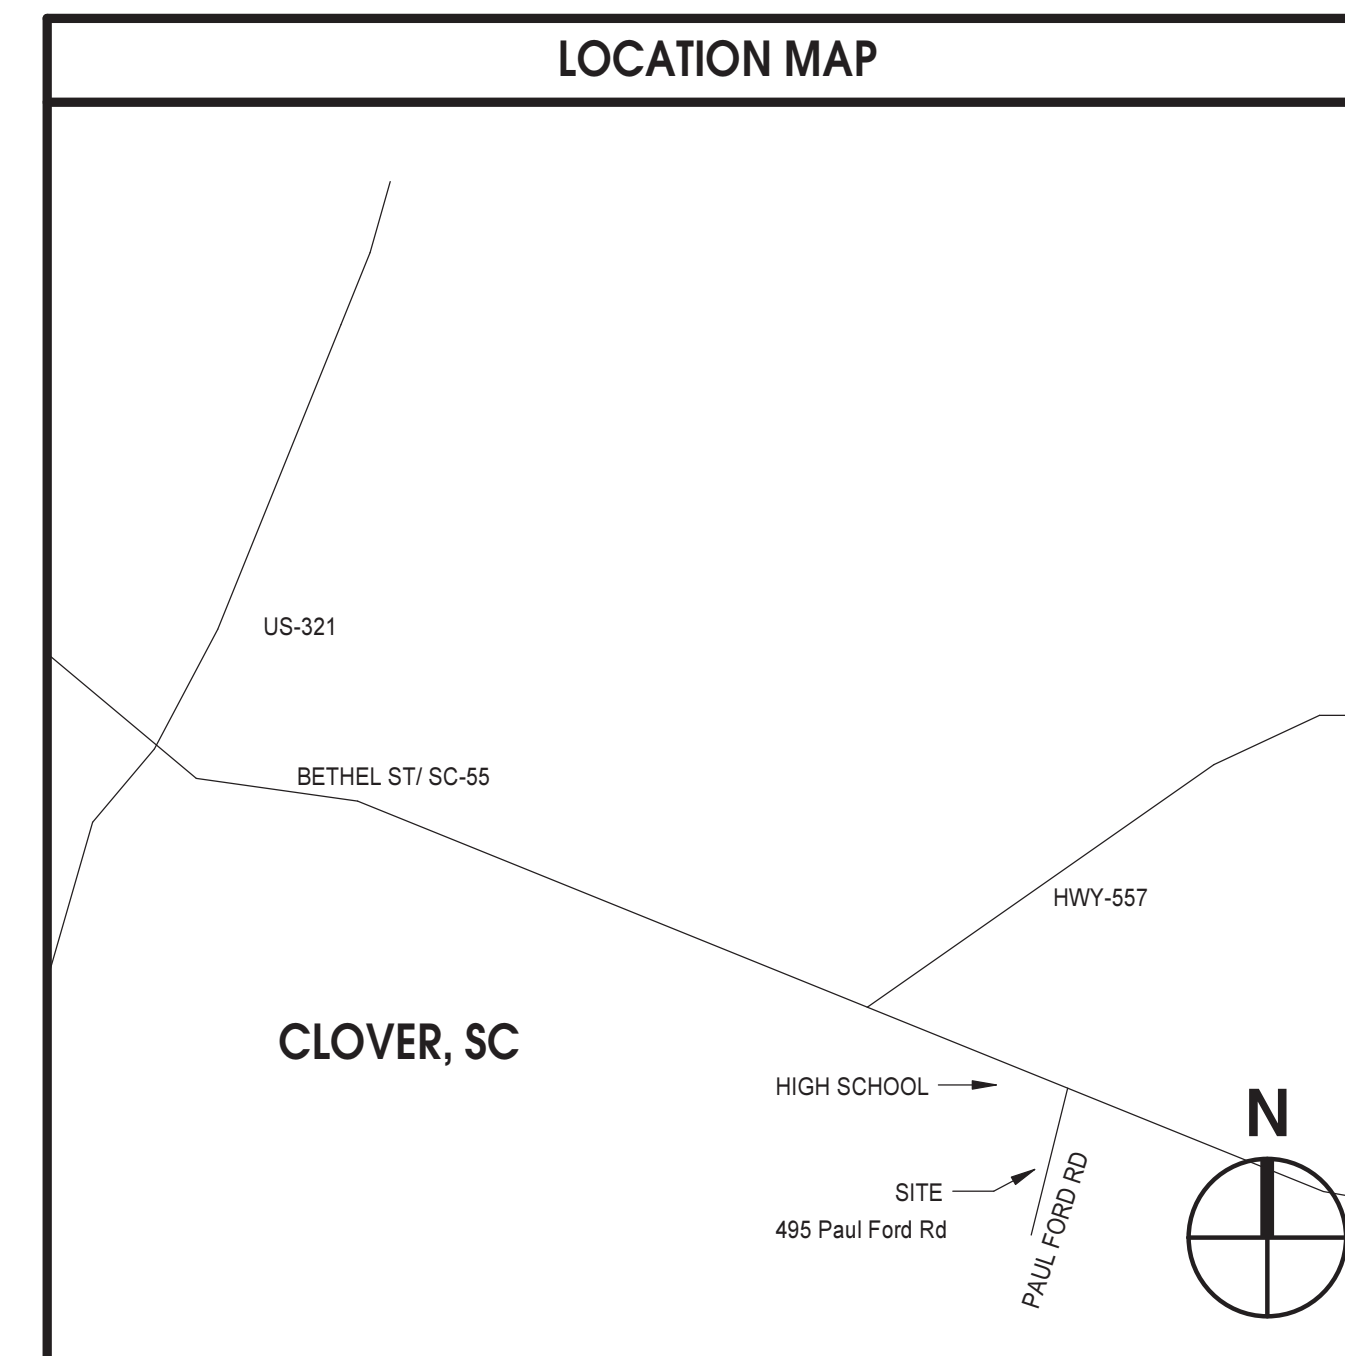 LOCATION MAP
US-321
BETHEL ST/ SC-55
HWY-557
CLOVER, SC
HIGH SCHOOL
N
SITE
495 Paul Ford Rd
PAUL FORD RD